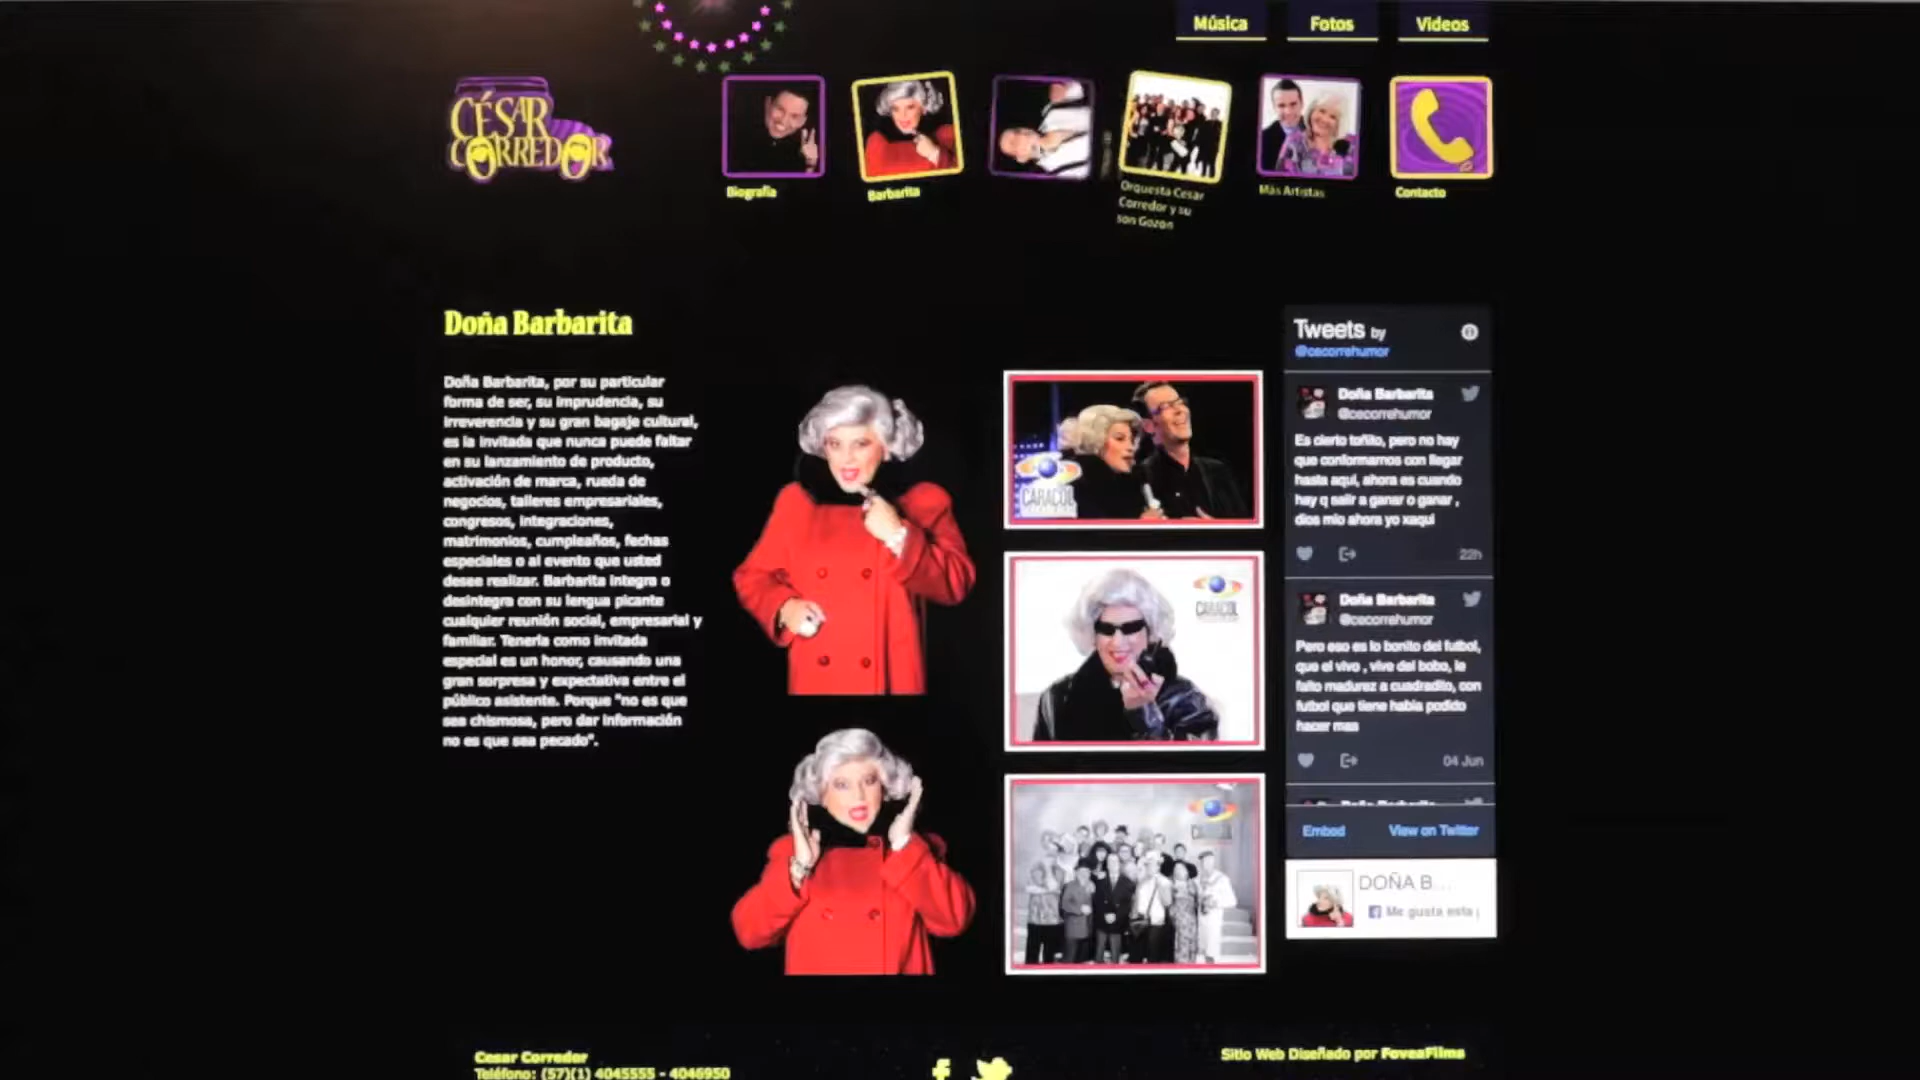 Música
Fotos
Videos
CÉSAR
CORREDOR
Biografía
Barbarita
Orquesta Cesar
Corredor y su
son Gozon
Más Artistas
Contacto
Doña Barbarita
Doña Barbarita, por su particular
forma de ser, su imprudencia, su
irreverencia y su gran bagaje cultural,
es la invitada que nunca puede faltar
en su lanzamiento de producto,
activación de marca, rueda de
negocios, talleres empresariales,
congresos, integraciones,
matrimonios, cumpleaños, fechas
especiales o al evento que usted
desee realizar. Barbarita integra o
desintegra con su lengua picante
cualquier reunión social, empresarial y
familiar. Tenerla como invitada
especial es un honor, causando una
gran sorpresa y expectativa entre el
público asistente. Porque "no es que
sea chismosa, pero dar información
no es que sea pecado".
CARACOL
CARACOL
CARACOL
Tweets by
@cecorrehumor
Doña Barbarita
@cecorrehumor
Es cierto toñito, pero no hay
que conformarnos con llegar
hasta aqui, ahora es cuando
hay q salir a ganar o ganar ,
dios mio ahora yo xaqui
22h
Doña Barbarita
@cecorrehumor
Pero eso es lo bonito del futbol,
que el vivo , vive del bobo, le
falto madurez a cuadradito, con
futbol que tiene habia podido
hacer mas
04 Jun
Doña Barbarita
Embed
View on Twitter
DOÑA B...
Me gusta esta
Cesar Corredor
Teléfono: (57)(1) 4045555 - 4046950
Sitio Web Diseñado por FoveaFilms